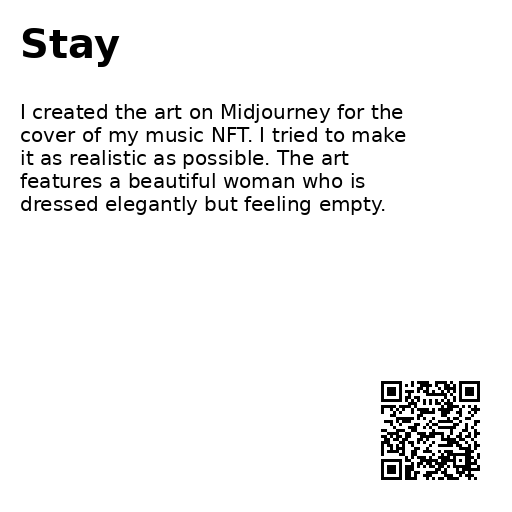 Stay
I created the art on Midjourney for the
cover of my music NFT. I tried to make
it as realistic as possible. The art
features a beautiful woman who is
dressed elegantly but feeling empty.